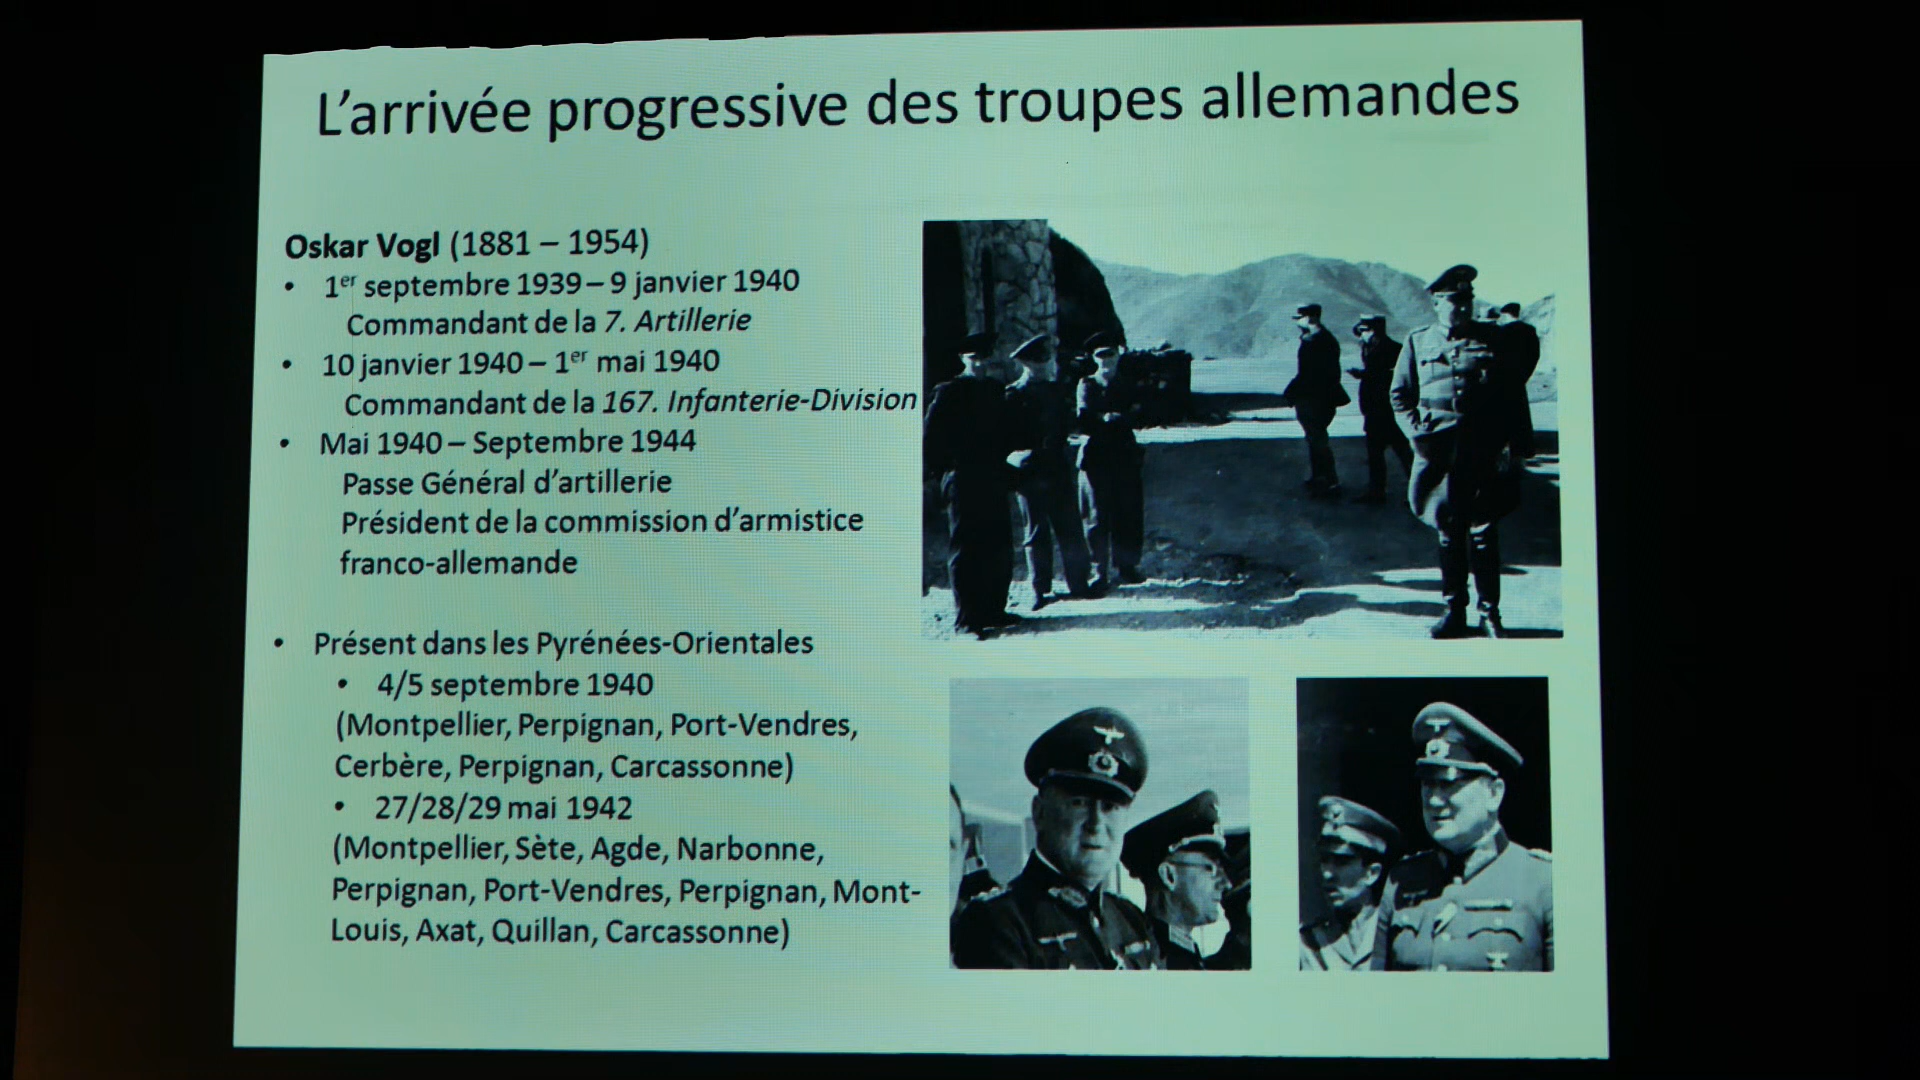 L'arrivée progressive des troupes allemandes
Oskar Vogl (1881 – 1954)
• 1er septembre 1939 – 9 janvier 1940
Commandant de la 7. Artillerie
• 10 janvier 1940 – 1er mai 1940
Commandant de la 167. Infanterie-Division
• Mai 1940 – Septembre 1944
Passe Général d'artillerie
Président de la commission d'armistice
franco-allemande
• Présent dans les Pyrénées-Orientales
• 4/5 septembre 1940
(Montpellier, Perpignan, Port-Vendres,
Cerbère, Perpignan, Carcassonne)
• 27/28/29 mai 1942
(Montpellier, Sète, Agde, Narbonne,
Perpignan, Port-Vendres, Perpignan, Mont-
Louis, Axat, Quillan, Carcassonne)